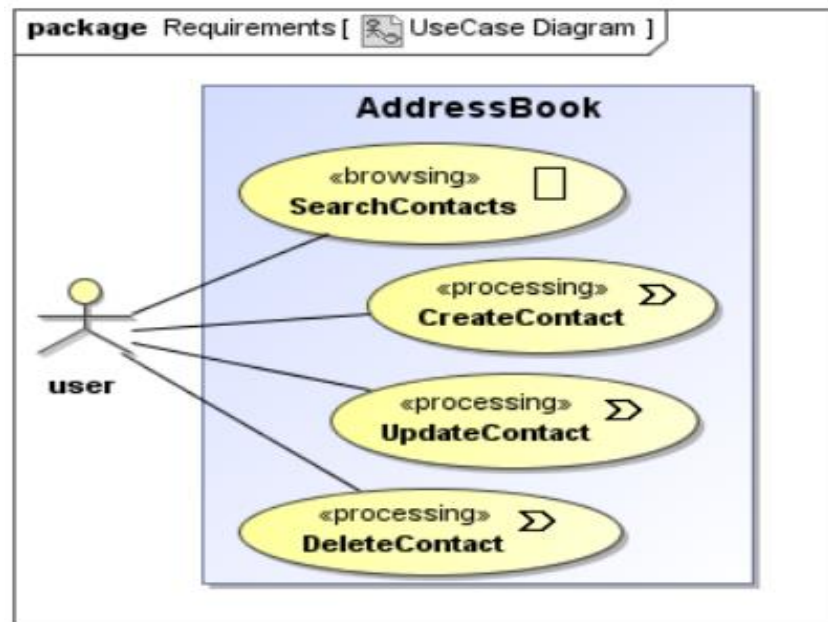 package Requirements [ UseCase Diagram ]
AddressBook
«browsing»
SearchContacts
«processing»
CreateContact
user
«processing»
UpdateContact
«processing»
DeleteContact